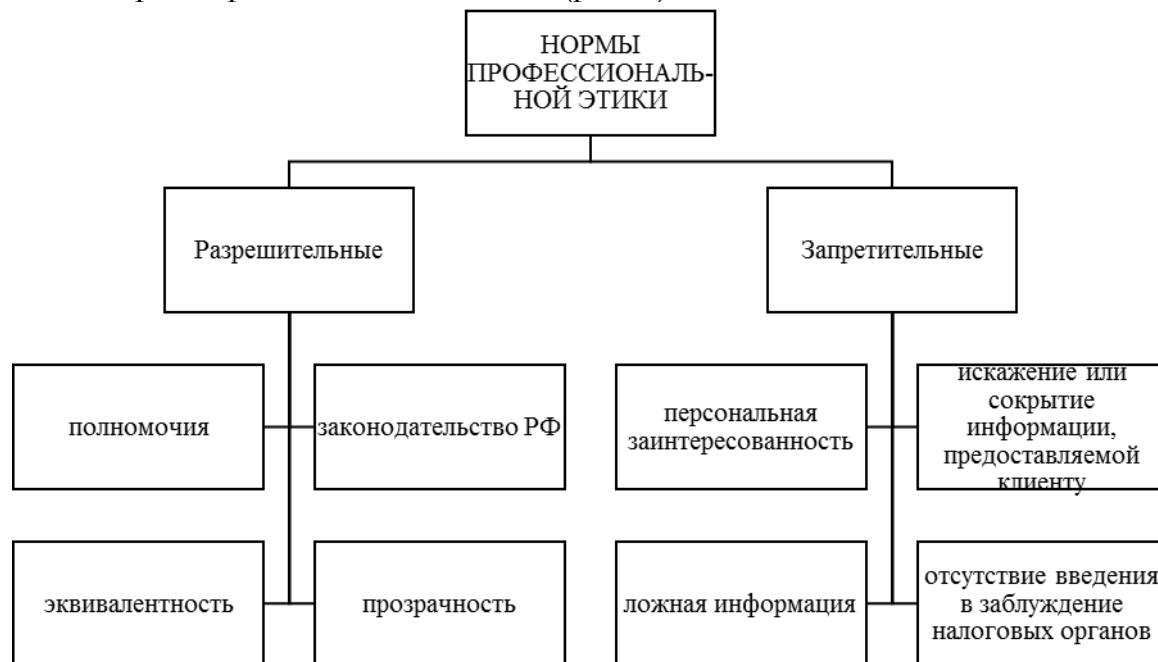 НОРМЫ
ПРОФЕССИОНАЛЬ-
НОЙ ЭТИКИ
Разрешительные
Запретительные
полномочия
законодательство РФ
персональная
заинтересованность
искажение или
сокрытие
информации,
предоставляемой
клиенту
эквивалентность
прозрачность
ложная информация
отсутствие введения
в заблуждение
налоговых органов